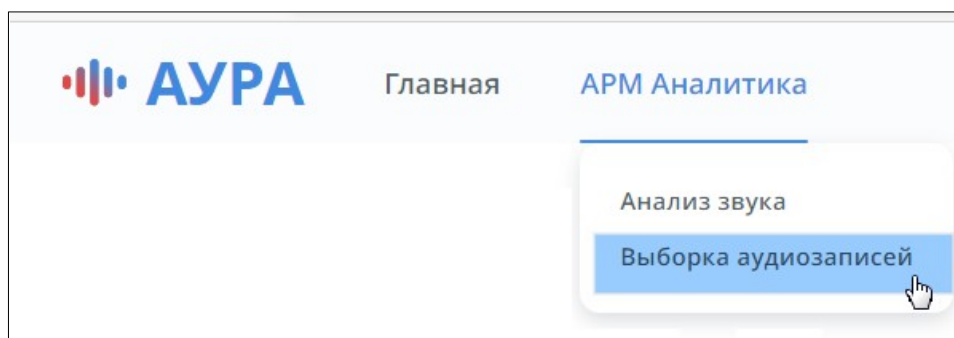 АУРА Главная АРМ Аналитика
Анализ звука
Выборка аудиозаписей